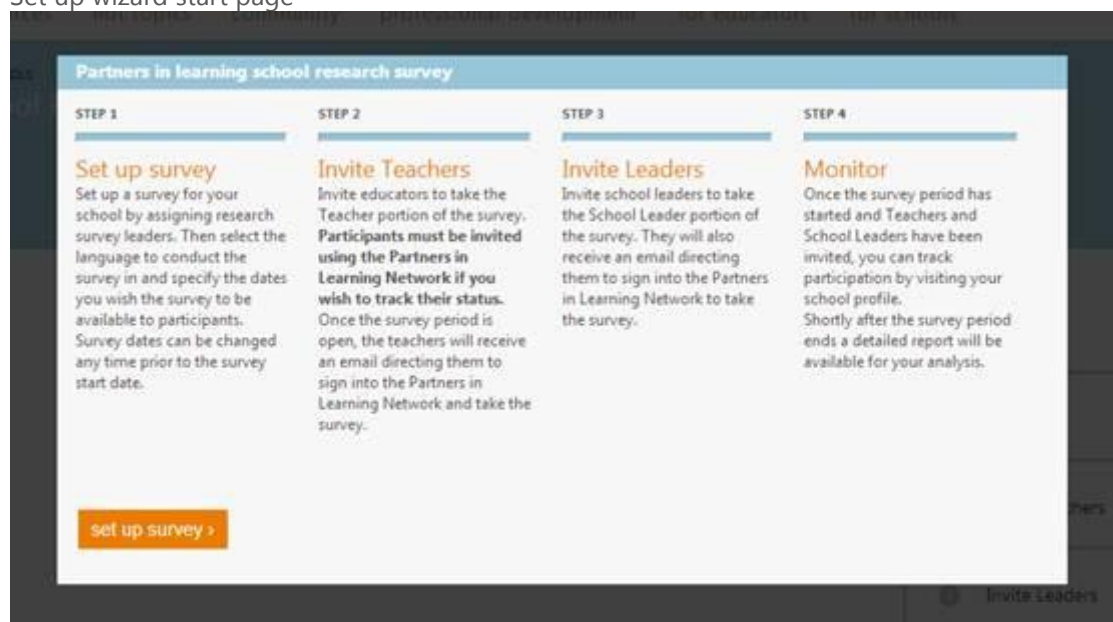 Set up wizard start page
hot topics community professional development for educators for schools
Partners in learning school research survey
STEP 1
Set up survey
Set up a survey for your
school by assigning research
survey leaders. Then select the
language to conduct the
survey in and specify the dates
you wish the survey to be
available to participants.
Survey dates can be changed
any time prior to the survey
start date.
STEP 2
Invite Teachers
Invite educators to take the
Teacher portion of the survey.
Participants must be invited
using the Partners in
Learning Network if you
wish to track their status.
Once the survey period is
open, the teachers will receive
an email directing them to
sign into the Partners in
Learning Network and take the
survey.
STEP 3
Invite Leaders
Invite school leaders to take
the School Leader portion of
the survey. They will also
receive an email directing
them to sign into the Partners
in Learning Network to take
the survey.
STEP 4
Monitor
Once the survey period has
started and Teachers and
School Leaders have been
invited, you can track
participation by visiting your
school profile.
Shortly after the survey period
ends a detailed report will be
available for your analysis.
set up survey ›
Invite Leaders